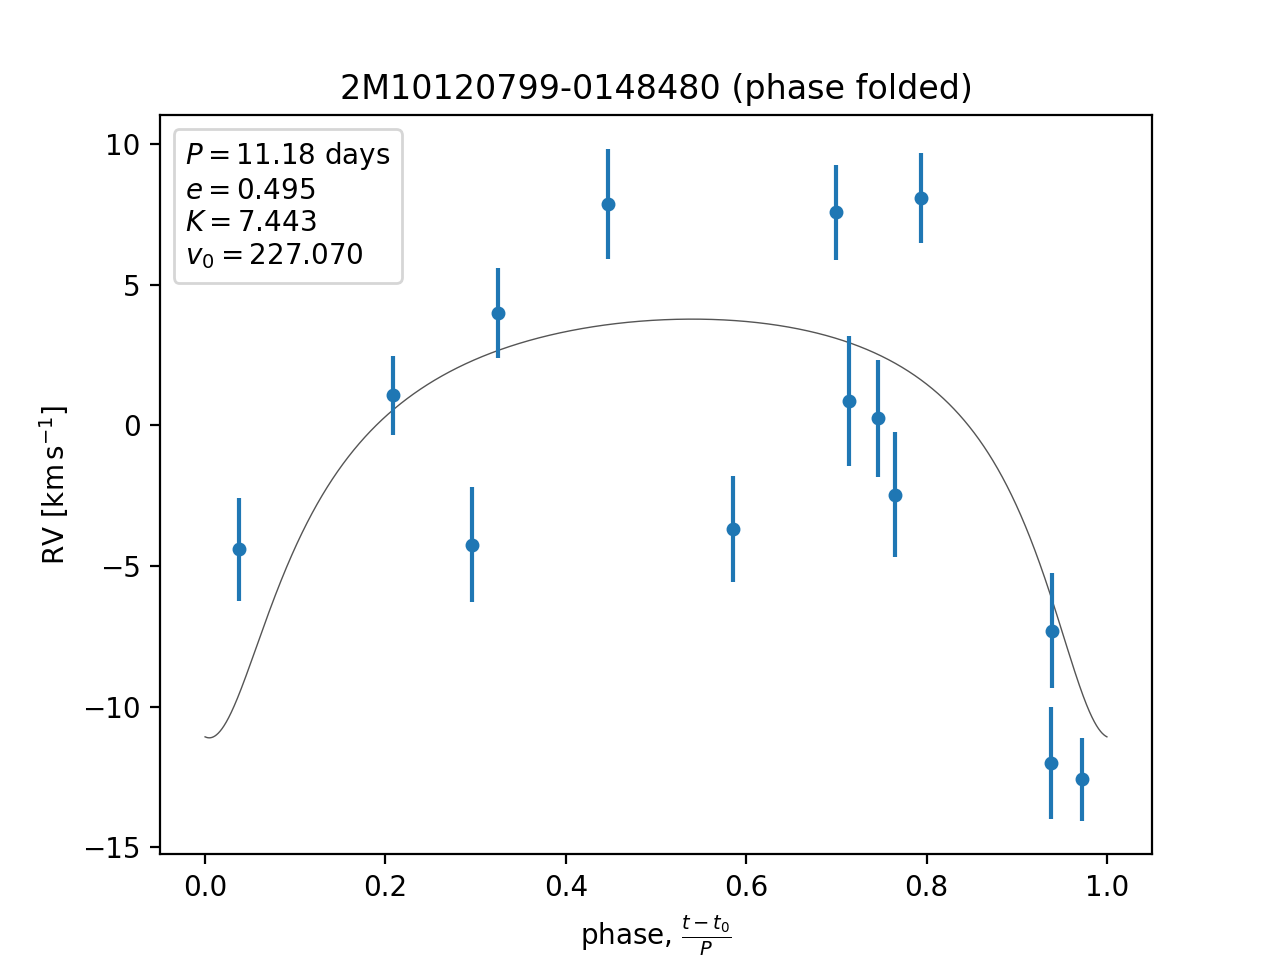 2M10120799-0148480 (phase folded)
P = 11.18 days
e = 0.495
K = 7.443
v₀ = 227.070
10
5
0
−5
−10
−15
RV [km s⁻¹]
0.0 0.2 0.4 0.6 0.8 1.0
phase, (t − t₀)/P